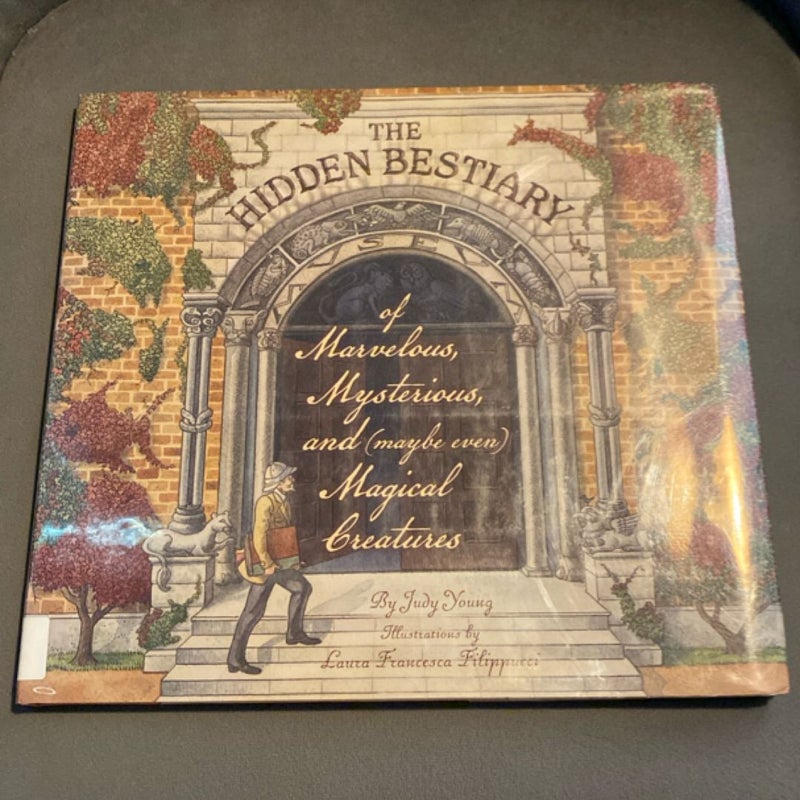 THE
HIDDEN BESTIARY
USEU
of
Marvelous,
Mysterious,
and (maybe even)
Magical
Creatures
By Judy Young
Illustrations by
Laura Francesca Filippucci